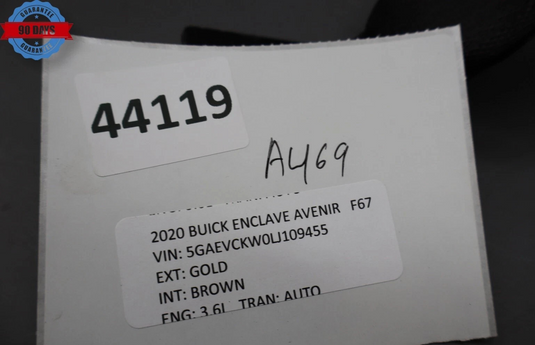 GUARANTEE
90 DAYS
GUARANTEE
44119
A469
2020 BUICK ENCLAVE AVENIR F67
VIN: 5GAEVCKW0LJ109455
EXT: GOLD
INT: BROWN
ENG: 3.6L TRAN: AUTO